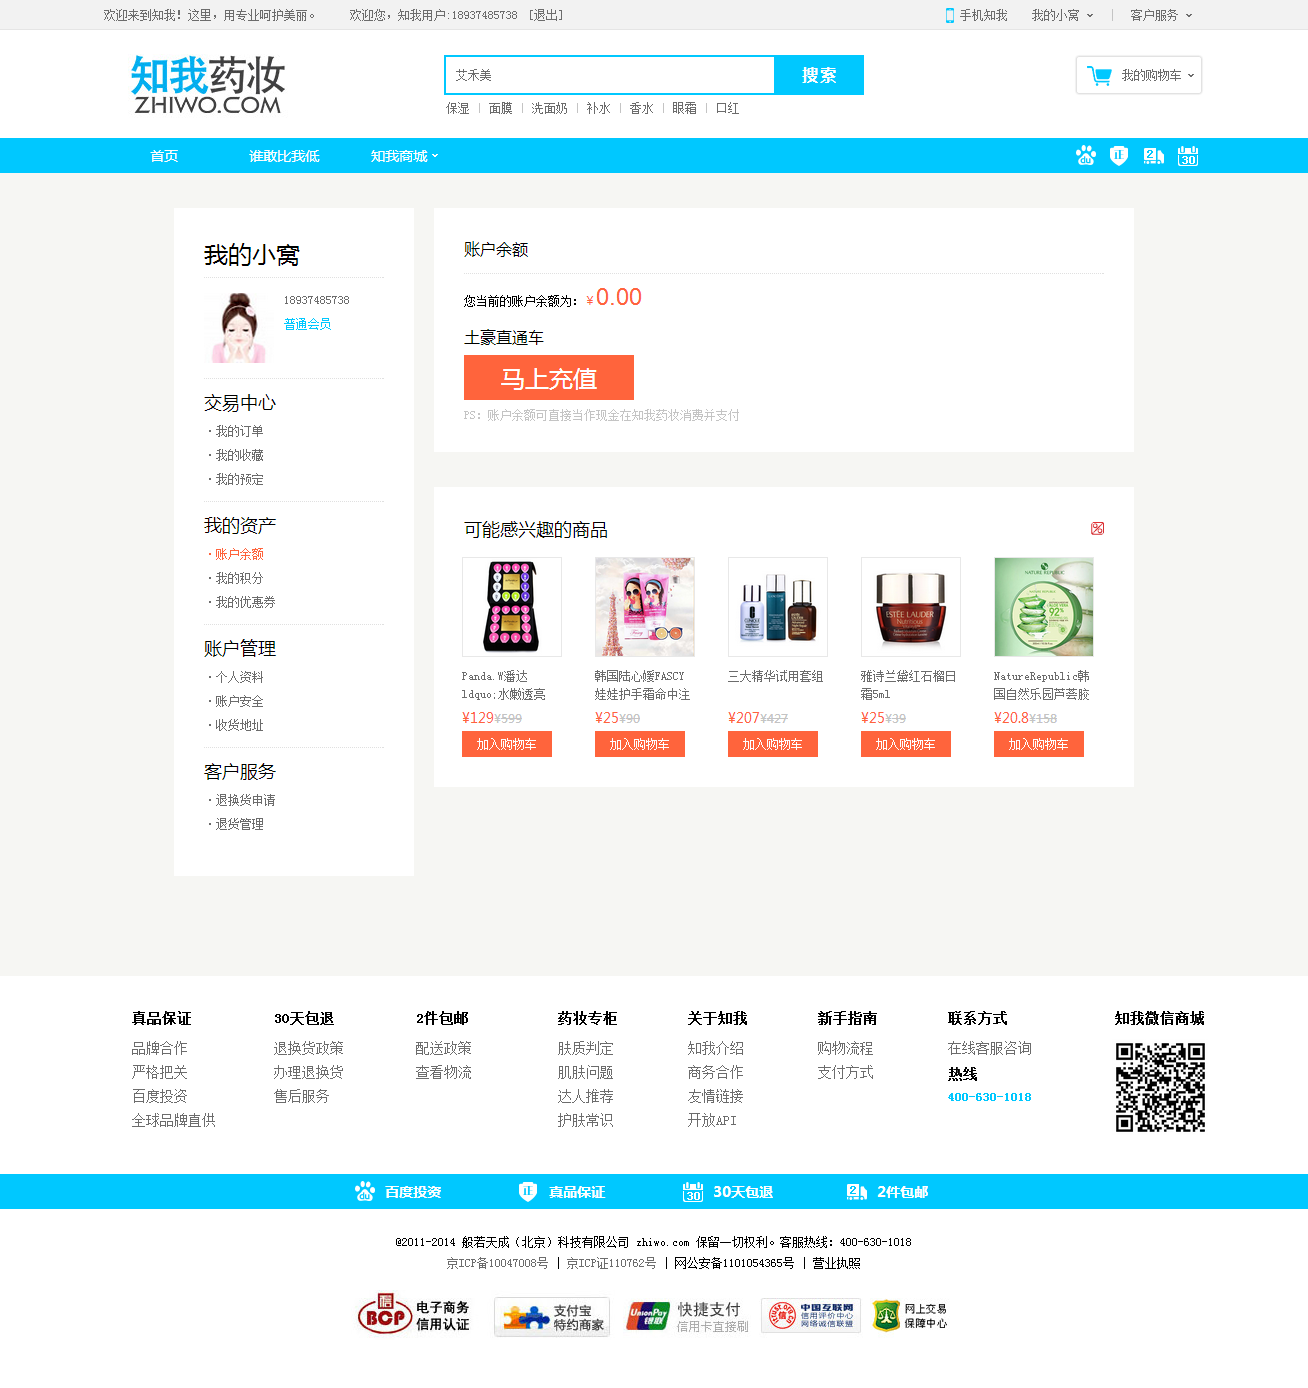 欢迎来到知我！这里，用专业呵护美丽。 欢迎您，知我用户:18937485738 [退出] 手机知我 我的小窝 客户服务
知我药妆
ZHIWO.COM
艾禾美 搜索
我的购物车
保湿 | 面膜 | 洗面奶 | 补水 | 香水 | 眼霜 | 口红
首页 谁敢比我低 知我商城
du 正 2 30
我的小窝
18937485738
普通会员
交易中心
·我的订单
·我的收藏
·我的预定
我的资产
·账户余额
·我的积分
·我的优惠券
账户管理
·个人资料
·账户安全
·收货地址
客户服务
·退换货申请
·退货管理
账户余额
您当前的账户余额为：¥0.00
土豪直通车
马上充值
PS：账户余额可直接当作现金在知我药妆消费并支付
可能感兴趣的商品
CLINIQUE
ESTĒE LAUDER
Nutritious
NATURE REPUBLIC
92%
Panda.W潘达
ldquo;水嫩透亮
¥129¥599
加入购物车
韩国陆心媛FASCY
娃娃护手霜命中注
¥25¥90
加入购物车
三大精华试用套组
¥207¥427
加入购物车
雅诗兰黛红石榴日
霜5ml
¥25¥39
加入购物车
NatureRepublic韩
国自然乐园芦荟胶
¥20.8¥158
加入购物车
真品保证
品牌合作
严格把关
百度投资
全球品牌直供
30天包退
退换货政策
办理退换货
售后服务
2件包邮
配送政策
查看物流
药妆专柜
肤质判定
肌肤问题
达人推荐
护肤常识
关于知我
知我介绍
商务合作
友情链接
开放API
新手指南
购物流程
支付方式
联系方式
在线客服咨询
热线
400-630-1018
知我微信商城
du 百度投资 正 真品保证 30 30天包退 2 2件包邮
@2011-2014 般若天成（北京）科技有限公司 zhiwo.com 保留一切权利。客服热线：400-630-1018
京ICP备10047008号 | 京ICP证110762号 | 网公安备1101054365号 | 营业执照
信 BCP 电子商务
信用认证
支付宝
特约商家
UnionPay
银联
快捷支付
信用卡直接刷
中国互联网
信用评价中心
网络诚信联盟
网上交易
保障中心